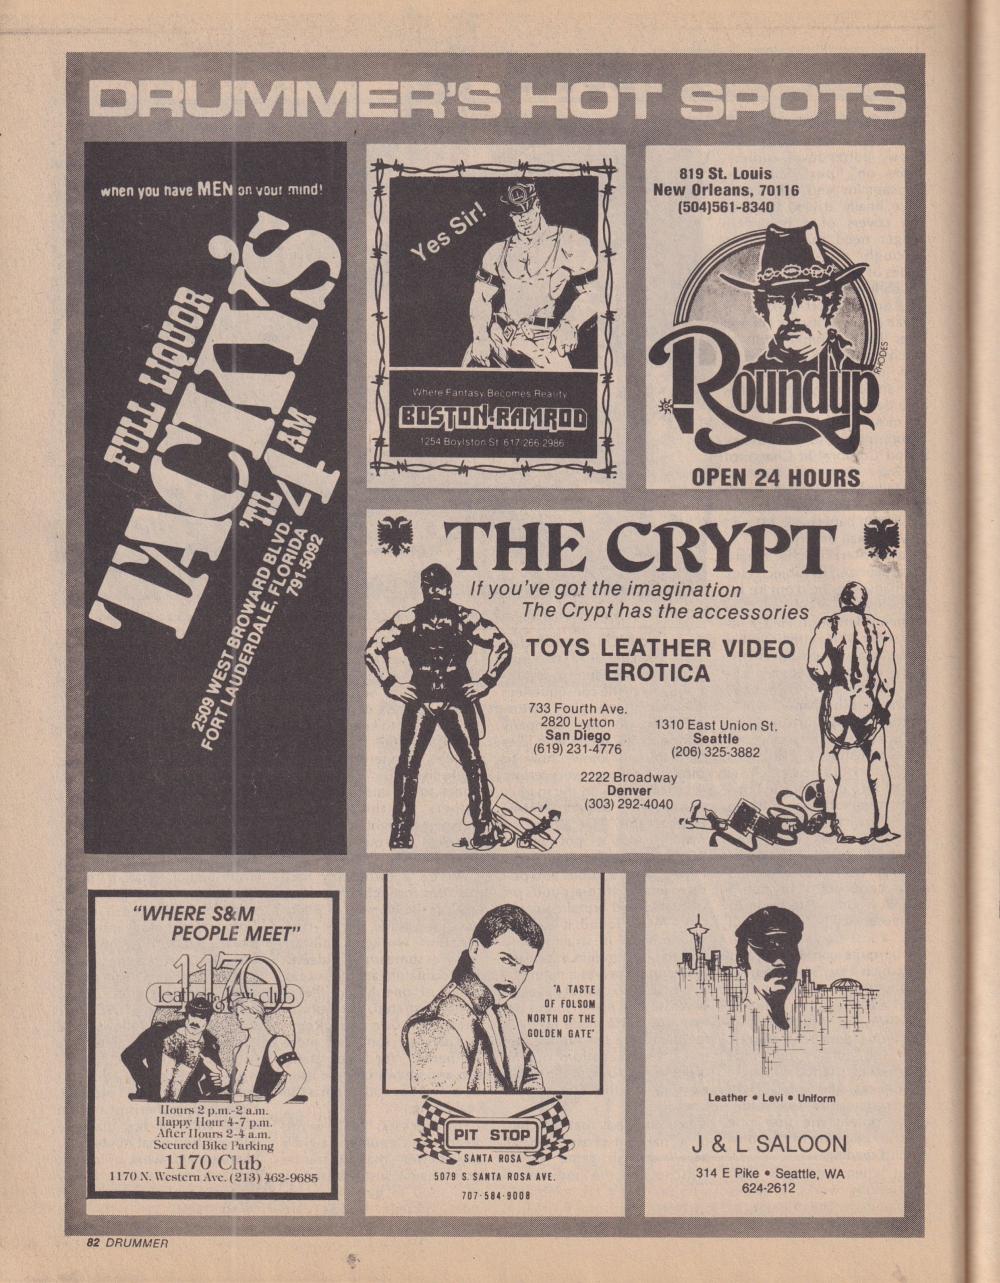 DRUMMER'S HOT SPOTS
when you have MEN on your mind!
TACKY'S
FULL LIQUOR
'TIL 4 AM
2509 WEST BROWARD BLVD.
FORT LAUDERDALE, FLORIDA
791-5092
Yes Sir!
Where Fantasy Becomes Reality
BOSTON-RAMROD
1254 Boylston St. 617-266-2986
819 St. Louis
New Orleans, 70116
(504)561-8340
Roundup
RHODES
OPEN 24 HOURS
THE CRYPT
If you've got the imagination
The Crypt has the accessories
TOYS LEATHER VIDEO
EROTICA
733 Fourth Ave.
2820 Lytton
San Diego
(619) 231-4776
1310 East Union St.
Seattle
(206) 325-3882
2222 Broadway
Denver
(303) 292-4040
"WHERE S&M
PEOPLE MEET"
1170
leather & levi club
Hours 2 p.m.-2 a.m.
Happy Hour 4-7 p.m.
After Hours 2-4 a.m.
Secured Bike Parking
1170 Club
1170 N. Western Ave. (213) 462-9685
'A TASTE
OF FOLSOM
NORTH OF THE
GOLDEN GATE'
PIT STOP
SANTA ROSA
5079 S. SANTA ROSA AVE.
707-584-9008
Leather • Levi • Uniform
J & L SALOON
314 E Pike • Seattle, WA
624-2612
82 DRUMMER